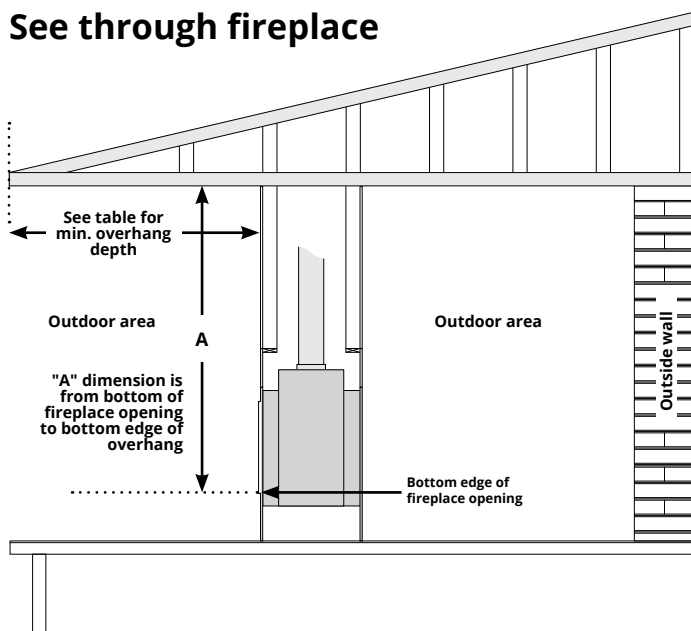 See through fireplace
See table for
min. overhang
depth
Outdoor area
A
Outdoor area
Outside wall
"A" dimension is
from bottom of
fireplace opening
to bottom edge of
overhang
Bottom edge of
fireplace opening